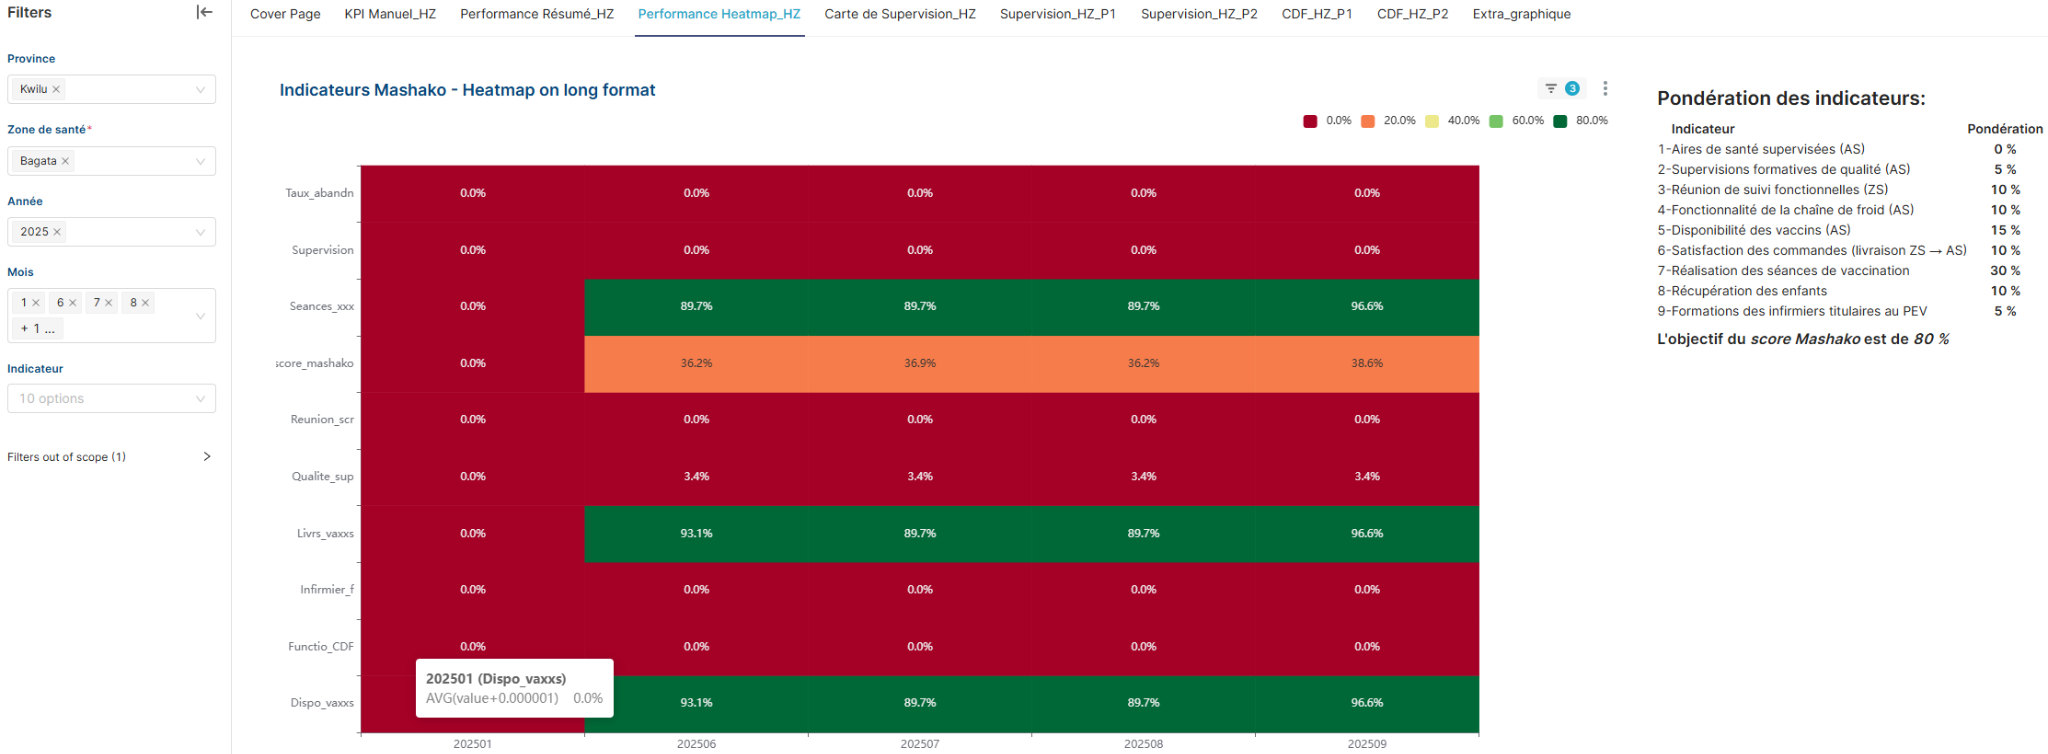 Filters
Province
Kwilu ×
Zone de santé*
Bagata ×
Année
2025 ×
Mois
1 × 6 × 7 × 8 ×
+ 1 ...
Indicateur
10 options
Filters out of scope (1)
Cover Page KPI Manuel_HZ Performance Résumé_HZ Performance Heatmap_HZ Carte de Supervision_HZ Supervision_HZ_P1 Supervision_HZ_P2 CDF_HZ_P1 CDF_HZ_P2 Extra_graphique
Indicateurs Mashako - Heatmap on long format
3
0.0% 20.0% 40.0% 60.0% 80.0%
Taux_abandn 0.0% 0.0% 0.0% 0.0% 0.0%
Supervision 0.0% 0.0% 0.0% 0.0% 0.0%
Seances_xxx 0.0% 89.7% 89.7% 89.7% 96.6%
score_mashako 0.0% 36.2% 36.9% 36.2% 38.6%
Reunion_scr 0.0% 0.0% 0.0% 0.0% 0.0%
Qualite_sup 0.0% 3.4% 3.4% 3.4% 3.4%
Livrs_vaxxs 0.0% 93.1% 89.7% 89.7% 96.6%
Infirmier_f 0.0% 0.0% 0.0% 0.0% 0.0%
Functio_CDF 0.0% 0.0% 0.0% 0.0% 0.0%
202501 (Dispo_vaxxs)
AVG(value+0.000001) 0.0%
Dispo_vaxxs 93.1% 89.7% 89.7% 96.6%
202501 202506 202507 202508 202509
Pondération des indicateurs:
Indicateur Pondération
1-Aires de santé supervisées (AS) 0 %
2-Supervisions formatives de qualité (AS) 5 %
3-Réunion de suivi fonctionnelles (ZS) 10 %
4-Fonctionnalité de la chaîne de froid (AS) 10 %
5-Disponibilité des vaccins (AS) 15 %
6-Satisfaction des commandes (livraison ZS → AS) 10 %
7-Réalisation des séances de vaccination 30 %
8-Récupération des enfants 10 %
9-Formations des infirmiers titulaires au PEV 5 %
L'objectif du score Mashako est de 80 %